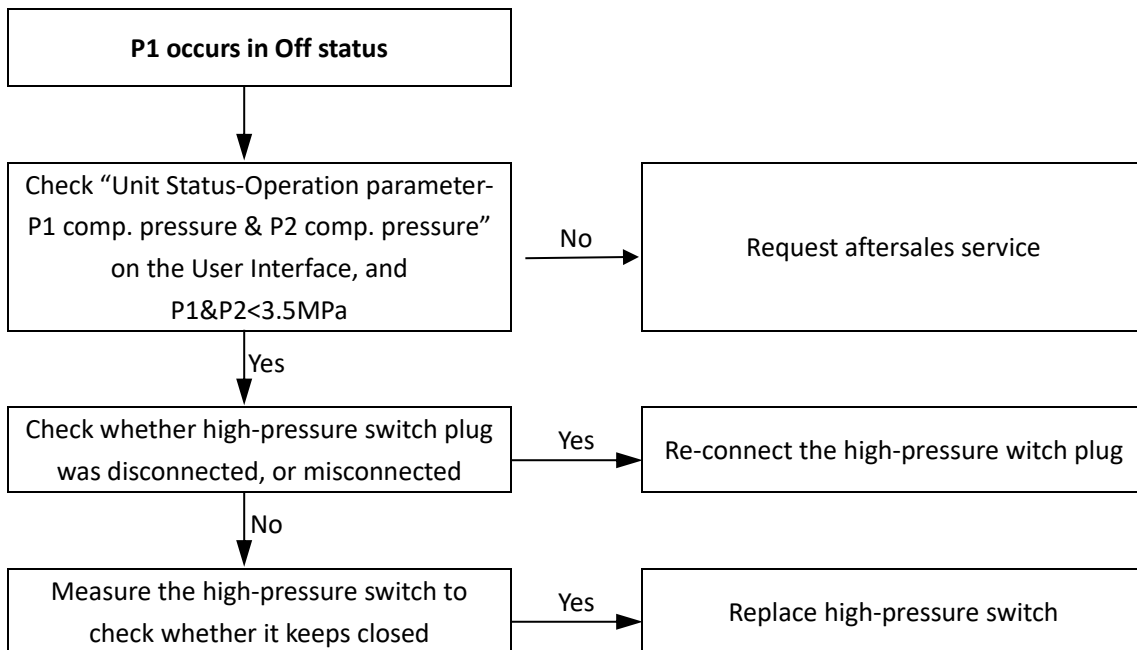 P1 occurs in Off status
Check “Unit Status-Operation parameter-
P1 comp. pressure & P2 comp. pressure”
on the User Interface, and
P1&P2<3.5MPa
No
Request aftersales service
Yes
Check whether high-pressure switch plug
was disconnected, or misconnected
Yes
Re-connect the high-pressure witch plug
No
Measure the high-pressure switch to
check whether it keeps closed
Yes
Replace high-pressure switch